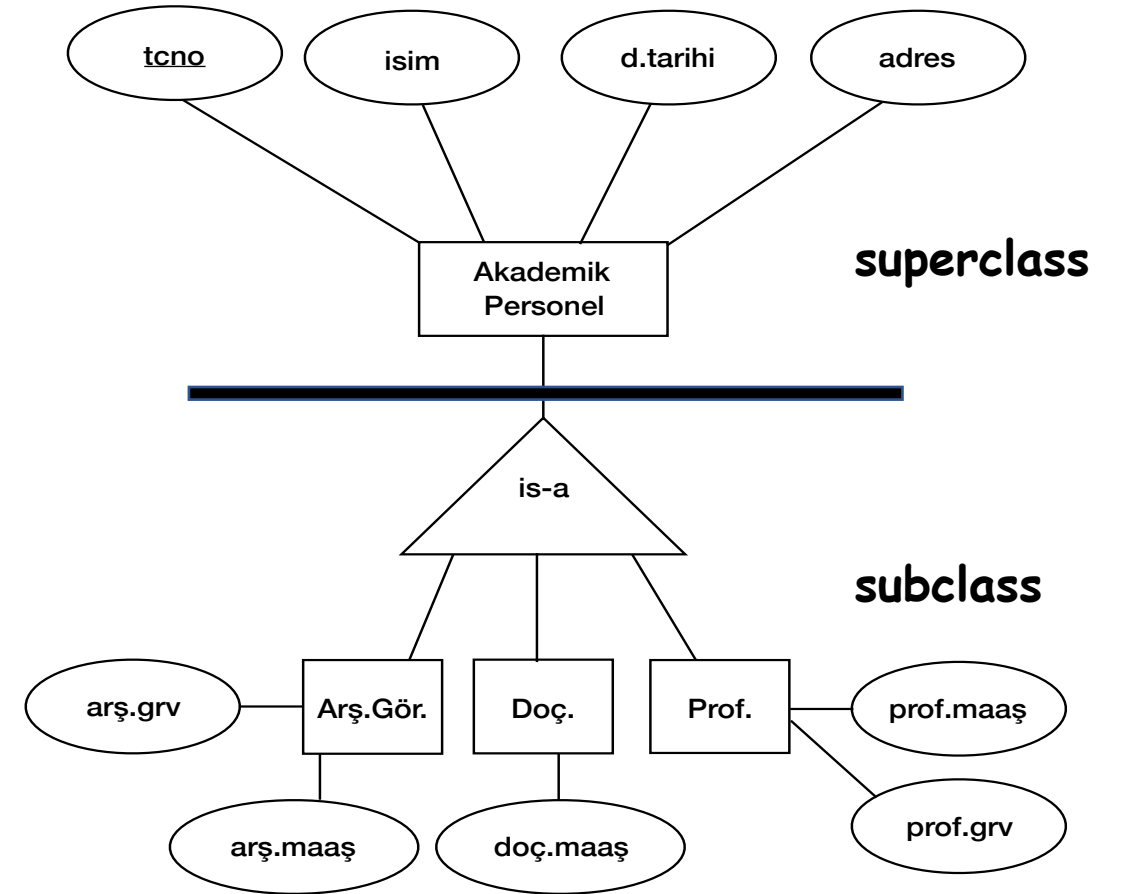 tcno
isim
d.tarihi
adres
Akademik
Personel
superclass
is-a
subclass
arş.grv
Arş.Gör.
Doç.
Prof.
prof.maaş
arş.maaş
doç.maaş
prof.grv